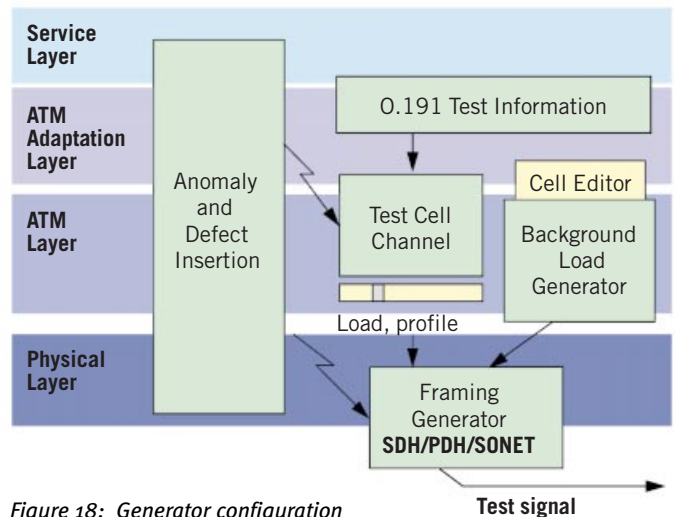 Service
Layer
O.191 Test Information
ATM
Adaptation
Layer
Anomaly
and
Defect
Insertion
Test Cell
Channel
Cell Editor
Background
Load
Generator
ATM
Layer
Load, profile
Physical
Layer
Framing
Generator
SDH/PDH/SONET
Test signal
Figure 18: Generator configuration